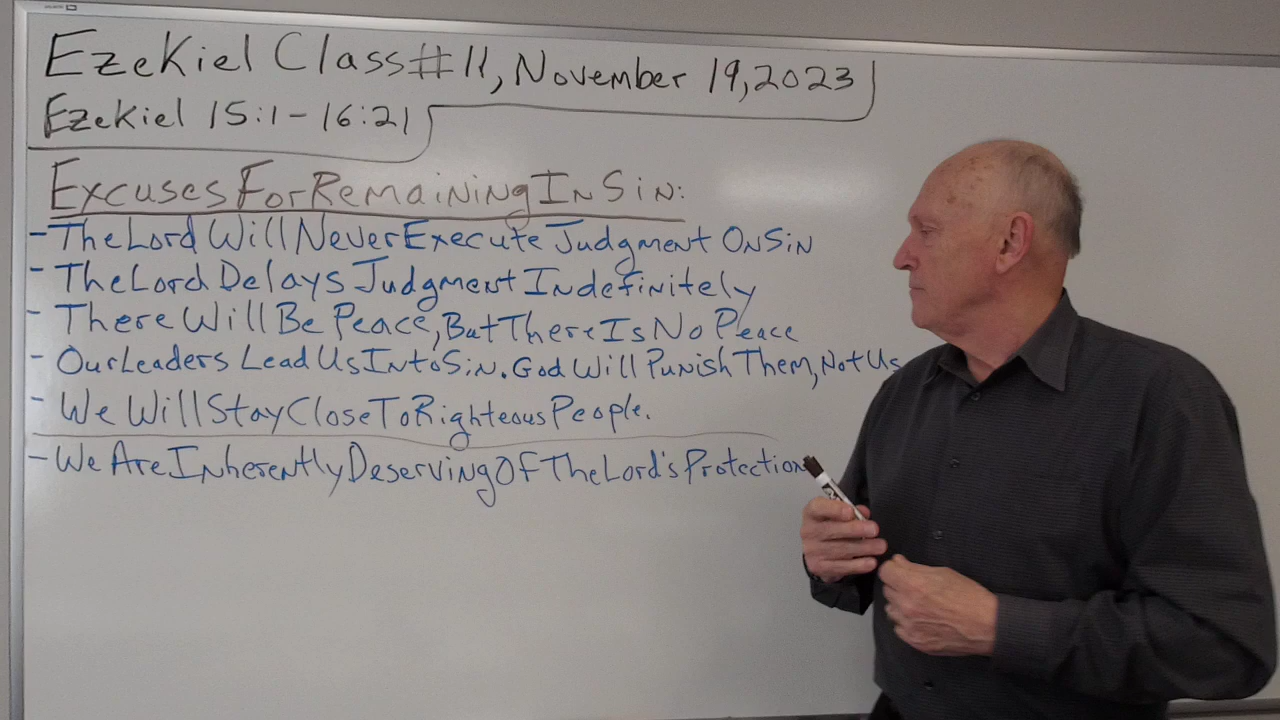 Ezekiel Class #11, November 19, 2023
Ezekiel 15:1 - 16:21
Excuses For Remaining In Sin:
- The Lord Will Never Execute Judgment On Sin
- The Lord Delays Judgment Indefinitely
- There Will Be Peace, But There Is No Peace
- Our Leaders Lead Us Into Sin. God Will Punish Them, Not Us
- We Will Stay Close To Righteous People.
- We Are Inherently Deserving Of The Lord's Protection